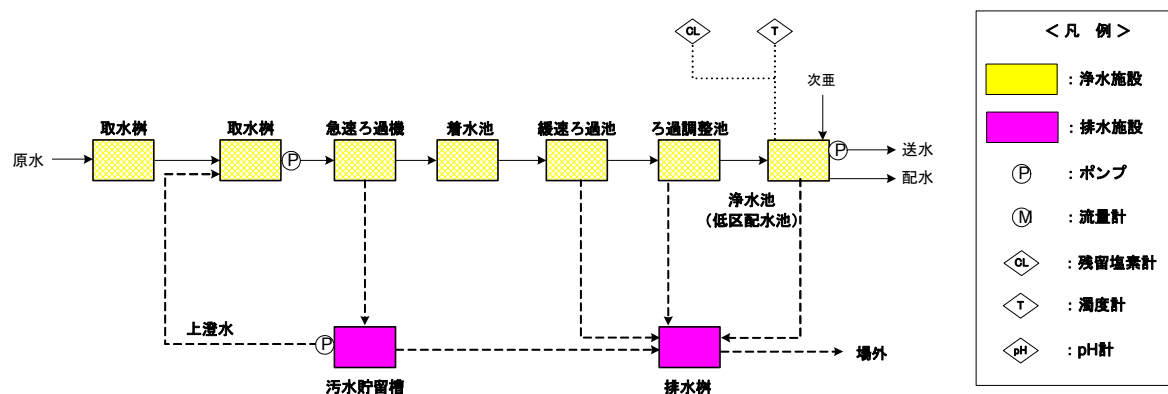 CL
T
次亜
取水桝
取水桝
急速ろ過機
着水池
緩速ろ過池
ろ過調整池
原水
P
P
送水
配水
浄水池
（低区配水池）
上澄水
P
場外
汚水貯留槽
排水桝
＜凡 例＞
：浄水施設
：排水施設
P ：ポンプ
M ：流量計
CL ：残留塩素計
T ：濁度計
pH ：pH計